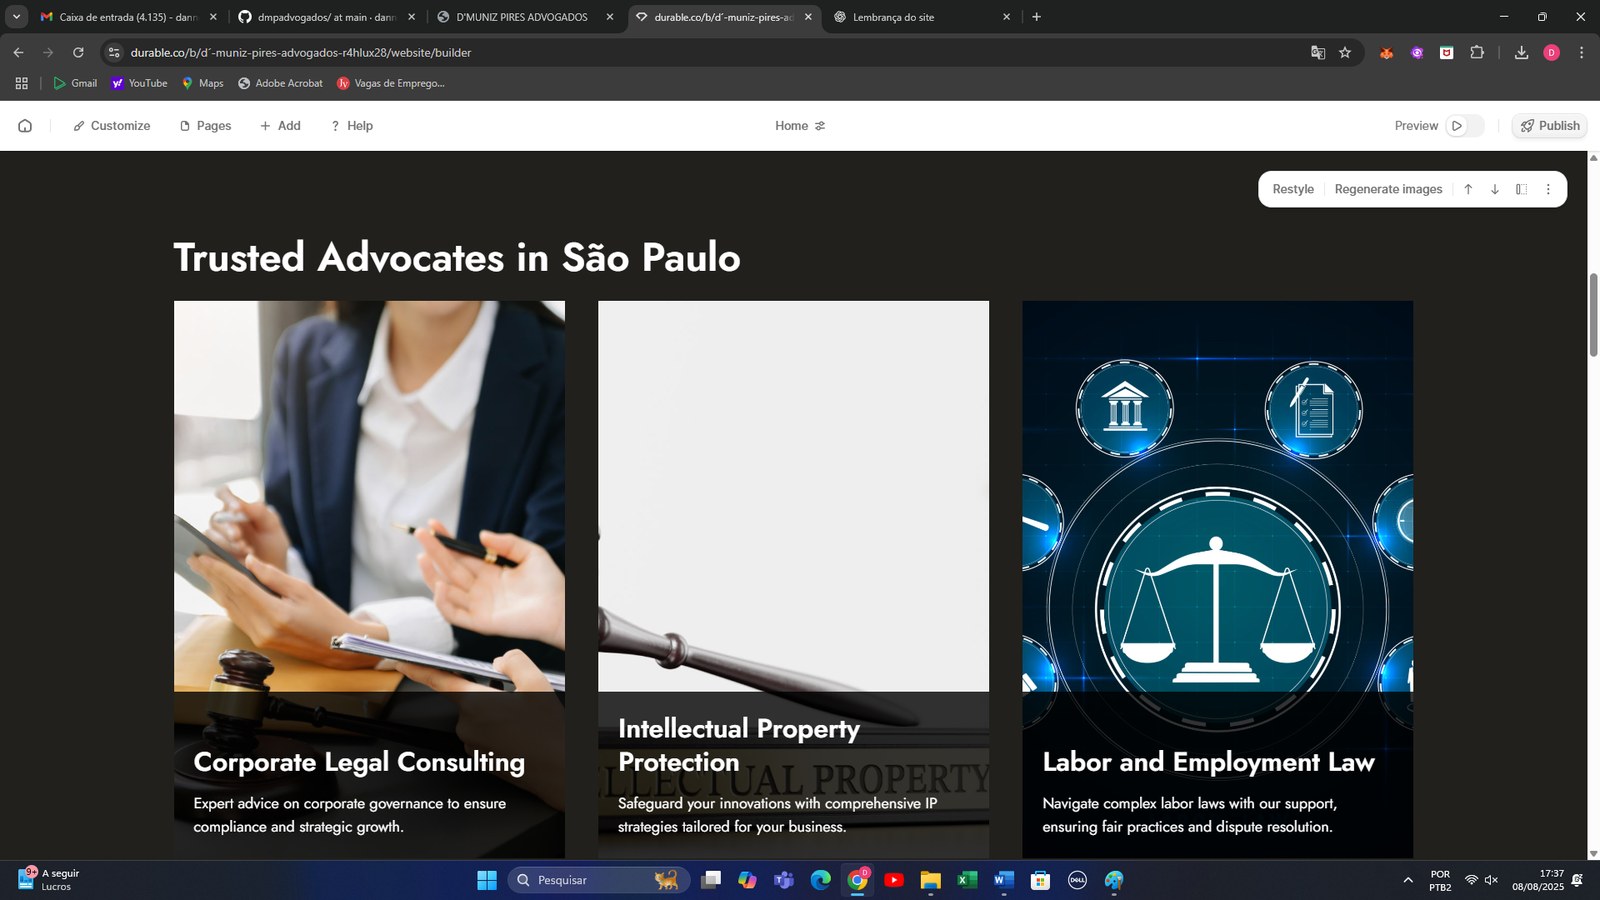 Caixa de entrada (4.135) - dann
dmpadvogados/ at main · dann
D'MUNIZ PIRES ADVOGADOS
durable.co/b/d´-muniz-pires-ad
Lembrança do site
durable.co/b/d´-muniz-pires-advogados-r4hlux28/website/builder
D
Gmail
YouTube
Maps
Adobe Acrobat
Vagas de Emprego...
Customize
Pages
Add
Help
Home
Preview
Publish
Restyle
Regenerate images
Trusted Advocates in São Paulo
Corporate Legal Consulting
Expert advice on corporate governance to ensure
compliance and strategic growth.
Intellectual Property
Protection
LLECTUAL PROPERTY
Safeguard your innovations with comprehensive IP
strategies tailored for your business.
Labor and Employment Law
Navigate complex labor laws with our support,
ensuring fair practices and dispute resolution.
9+
A seguir
Lucros
Pesquisar
D
DELL
POR
PTB2
17:37
08/08/2025